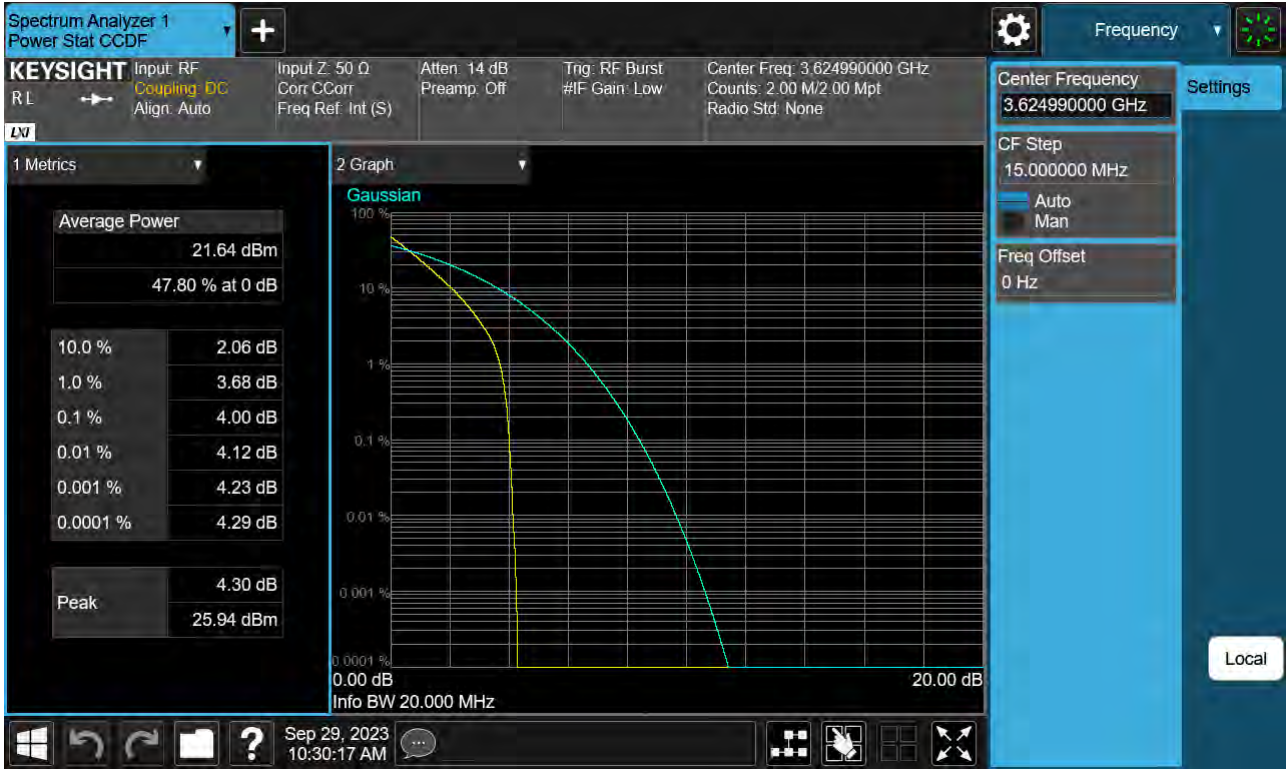 Spectrum Analyzer 1
Power Stat CCDF
+
Frequency
KEYSIGHT
R L
LXI
Input: RF
Coupling: DC
Align: Auto
Input Z: 50 Ω
Corr CCorr
Freq Ref: Int (S)
Atten: 14 dB
Preamp: Off
Trig: RF Burst
#IF Gain: Low
Center Freq: 3.624990000 GHz
Counts: 2.00 M/2.00 Mpt
Radio Std: None
Center Frequency
3.624990000 GHz
Settings
CF Step
15.000000 MHz
Auto
Man
Freq Offset
0 Hz
Local
1 Metrics
Average Power
21.64 dBm
47.80 % at 0 dB
10.0 % 2.06 dB
1.0 % 3.68 dB
0.1 % 4.00 dB
0.01 % 4.12 dB
0.001 % 4.23 dB
0.0001 % 4.29 dB
Peak
4.30 dB
25.94 dBm
2 Graph
Gaussian
100 %
10 %
1 %
0.1 %
0.01 %
0.001 %
0.0001 %
0.00 dB 20.00 dB
Info BW 20.000 MHz
?
Sep 29, 2023
10:30:17 AM